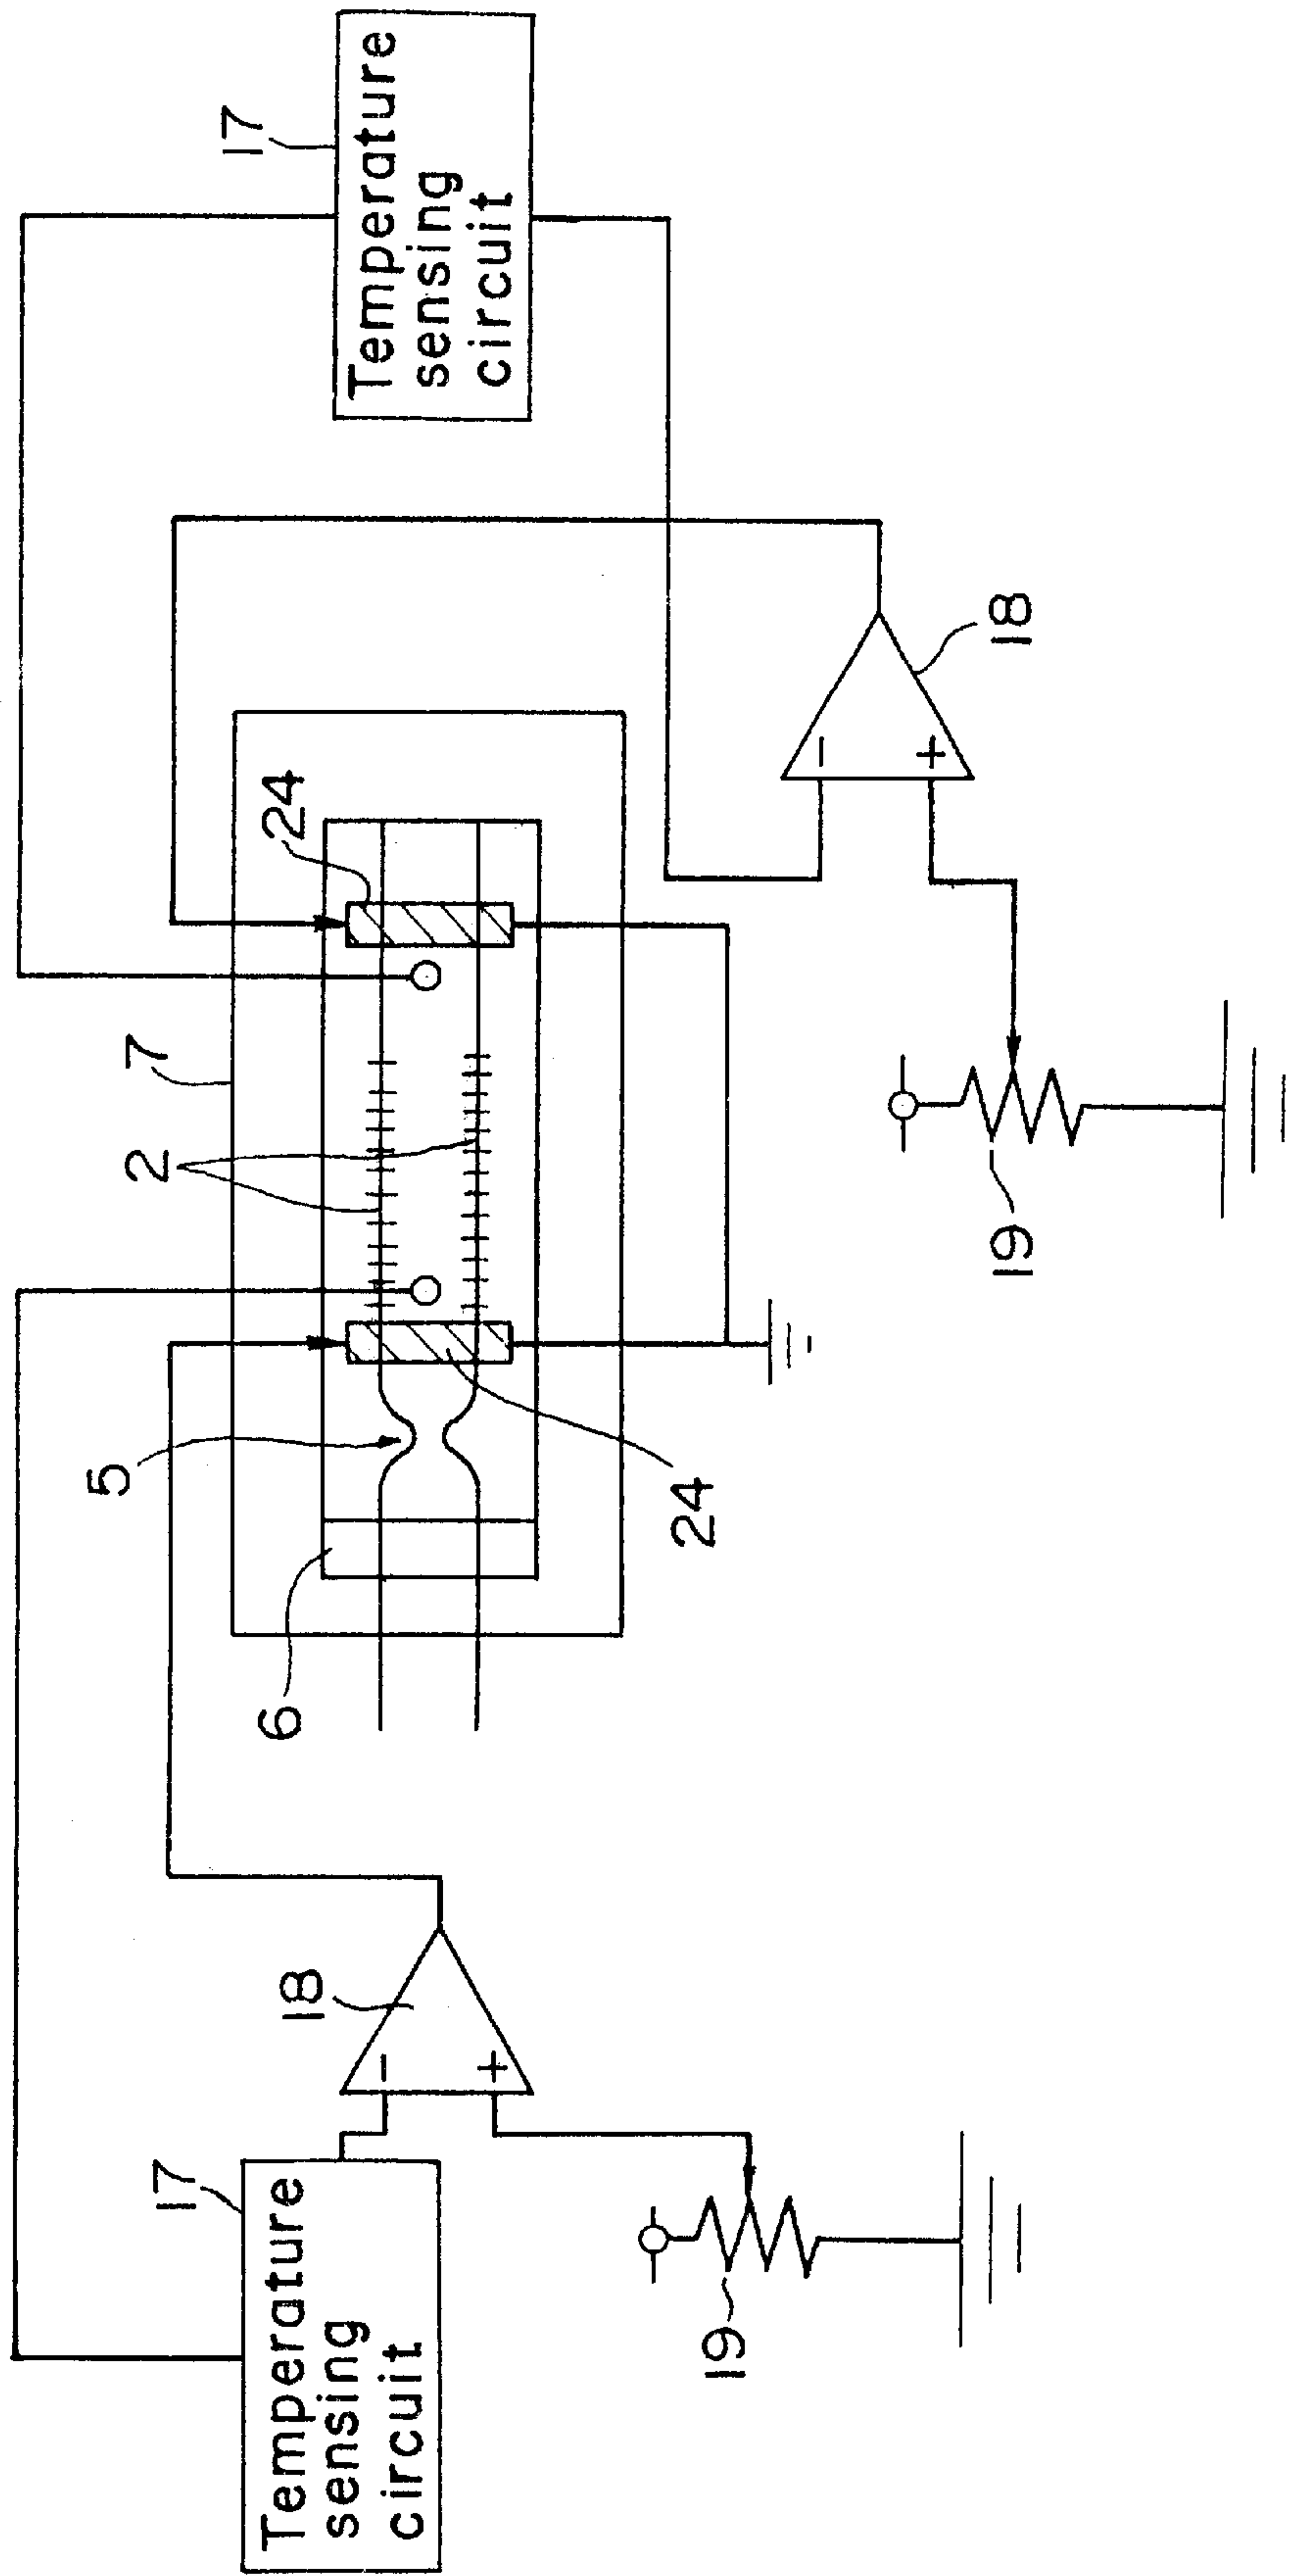 5
2
7
17
17
Temperature
sensing
circuit
18
−
+
6
24
Temperature
sensing
circuit
24
19
−
+
19
18